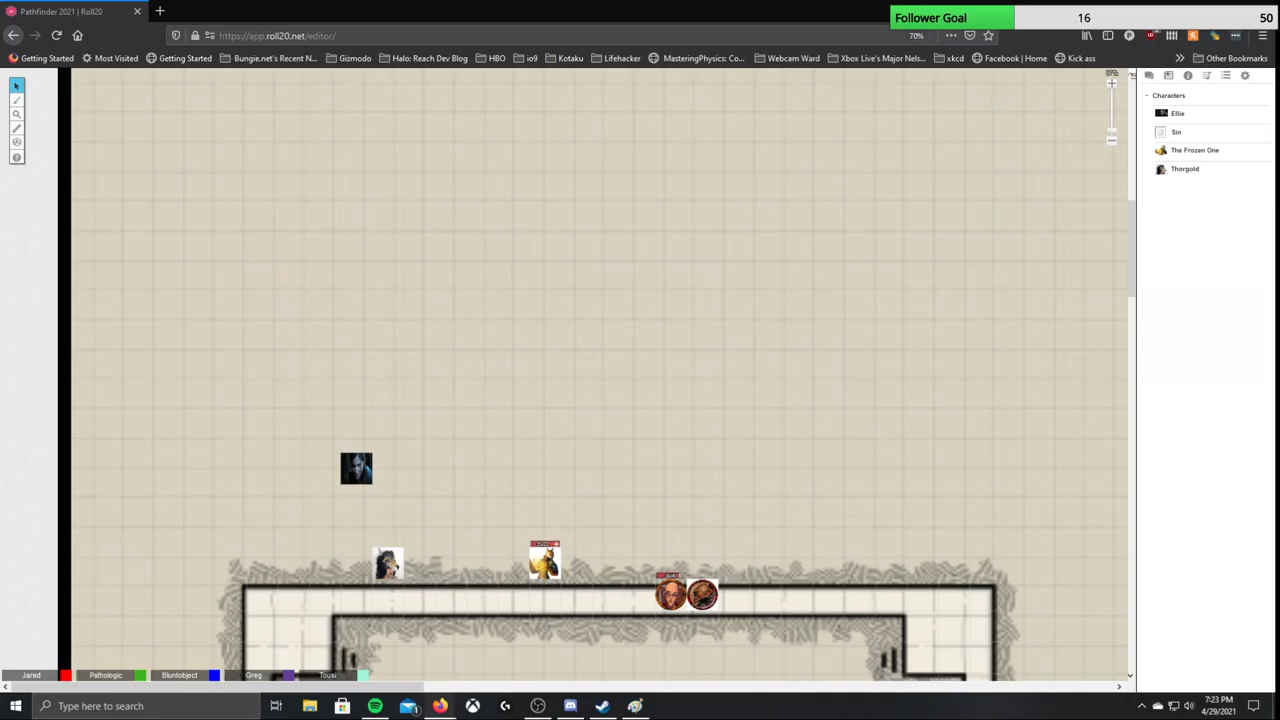 Pathfinder 2021 | Roll20
Follower Goal 16 50
https://app.roll20.net/editor/ 70%
Getting Started Most Visited Getting Started Bungie.net's Recent N... Gizmodo Halo: Reach Dev Blog HBO io9 Kotaku Lifehacker MasteringPhysics: Co... Webcam Ward Xbox Live's Major Nels... xkcd Facebook | Home Kick ass Other Bookmarks
Characters
Ellie
Sin
The Frozen One
Thorgold
Jared Pathologic Bluntobject Greg Tousi
Type here to search
7:23 PM
4/29/2021